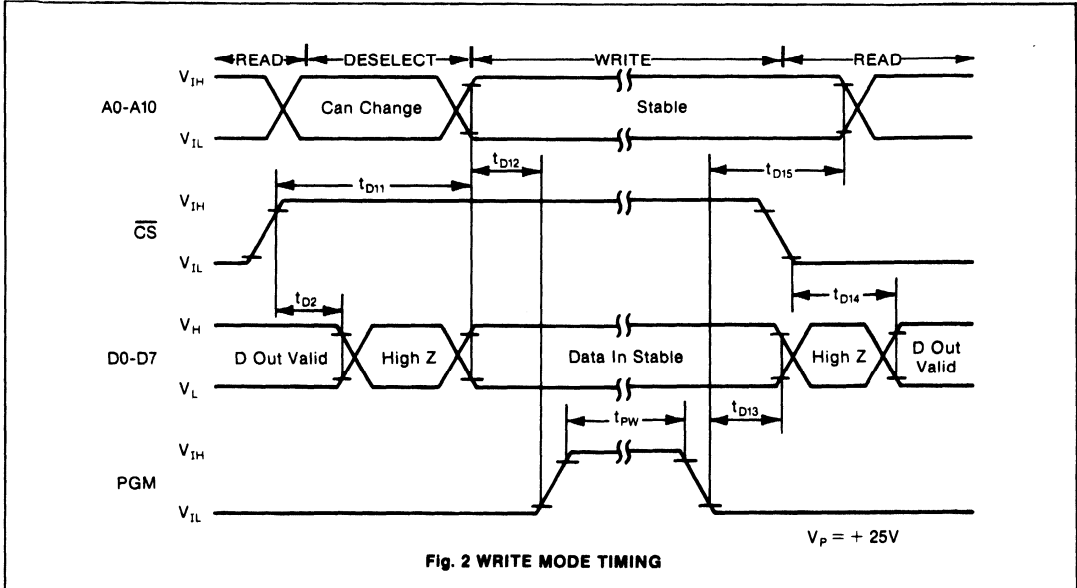 READ DESELECT WRITE READ
V_IH
A0-A10 Can Change Stable
V_IL
t_D12
t_D11 t_D15
V_IH
CS
V_IL
t_D2 t_D14
V_H
D0-D7 D Out Valid High Z Data In Stable High Z D Out Valid
V_L
t_PW t_D13
V_IH
PGM
V_IL
V_P = + 25V
Fig. 2 WRITE MODE TIMING